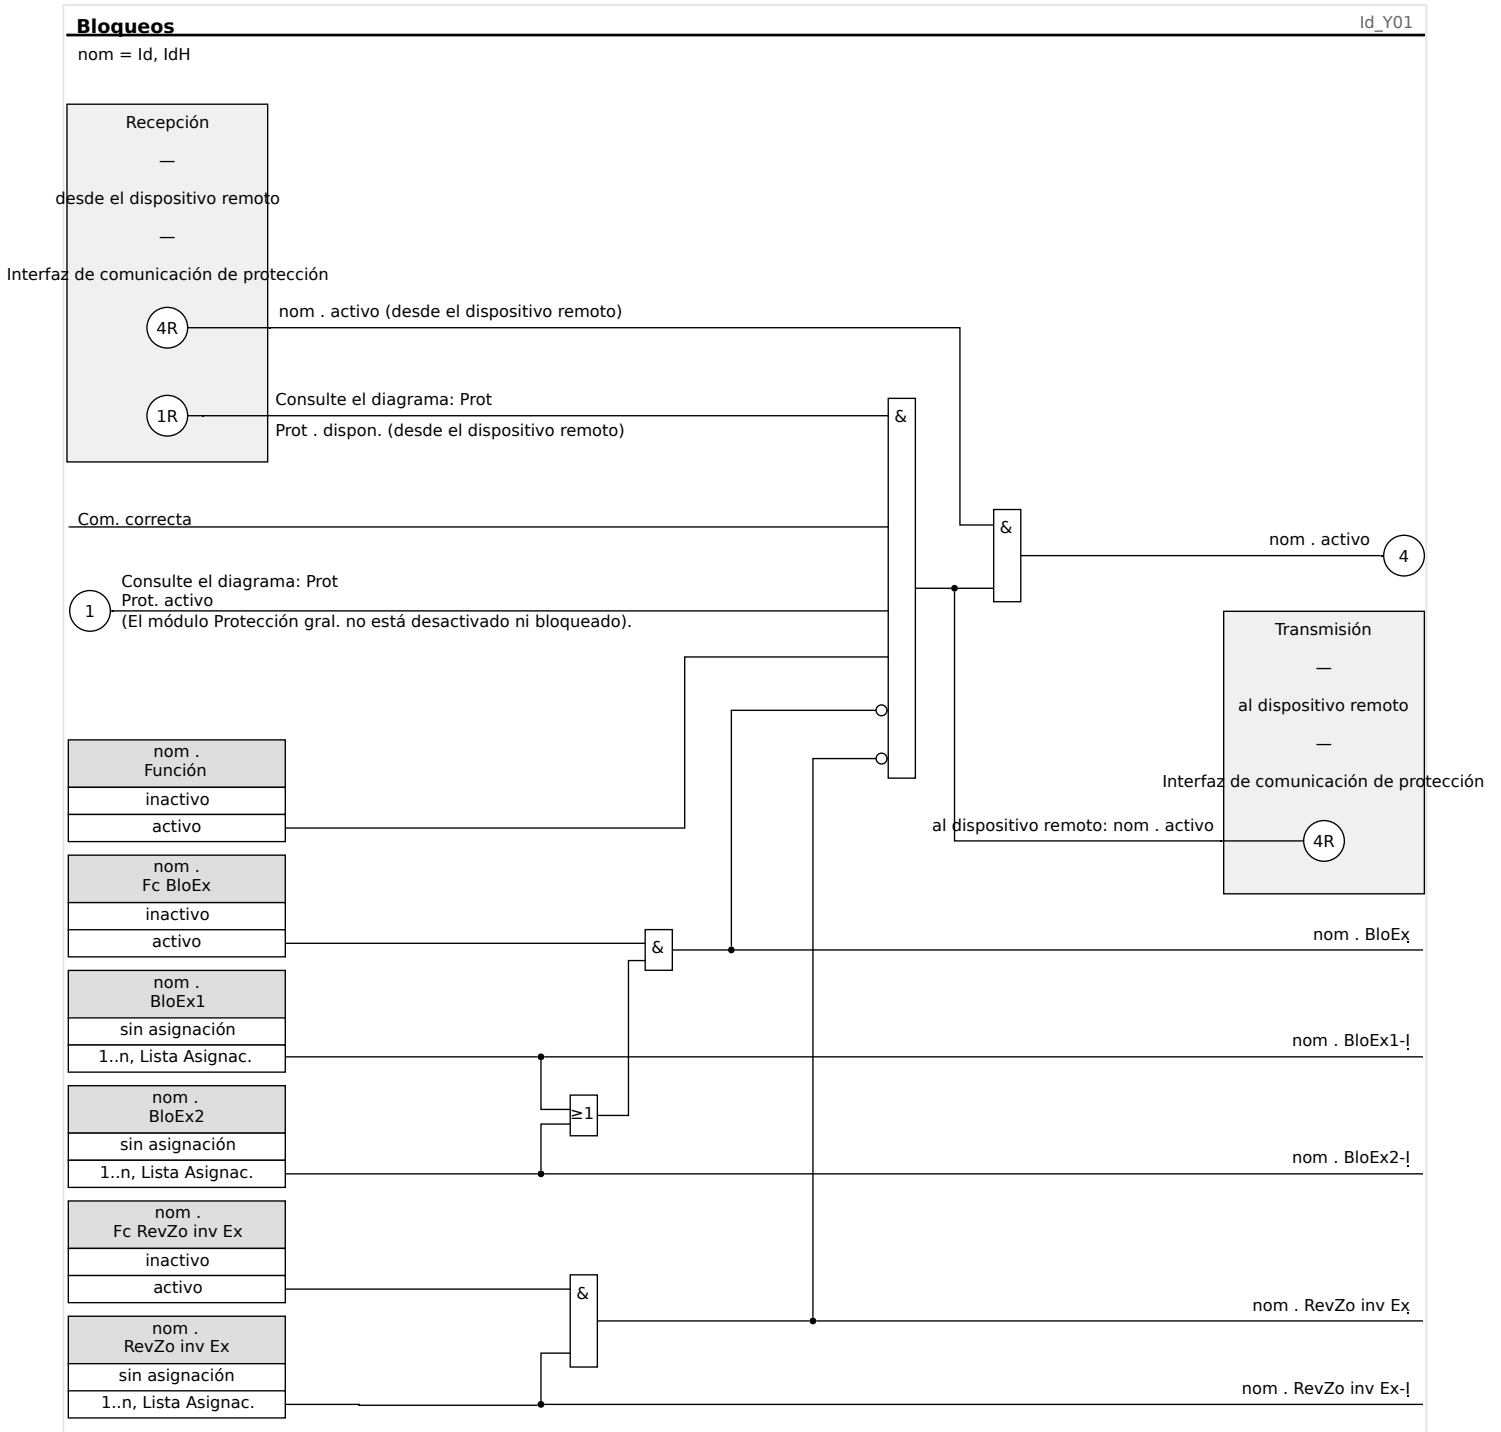 Bloqueos
Id_Y01
nom = Id, IdH
Recepción
—
desde el dispositivo remoto
—
Interfaz de comunicación de protección
4R
nom . activo (desde el dispositivo remoto)
1R
Consulte el diagrama: Prot
Prot . dispon. (desde el dispositivo remoto)
&
Com. correcta
&
nom . activo
4
1
Consulte el diagrama: Prot
Prot. activo
(El módulo Protección gral. no está desactivado ni bloqueado).
Transmisión
—
al dispositivo remoto
—
Interfaz de comunicación de protección
al dispositivo remoto: nom . activo
4R
nom .
Función
inactivo
activo
nom .
Fc BloEx
inactivo
activo
&
nom . BloEx
nom .
BloEx1
sin asignación
1..n, Lista Asignac.
nom . BloEx1-I
≥1
nom .
BloEx2
sin asignación
1..n, Lista Asignac.
nom . BloEx2-I
nom .
Fc RevZo inv Ex
inactivo
activo
&
nom . RevZo inv Ex
nom .
RevZo inv Ex
sin asignación
1..n, Lista Asignac.
nom . RevZo inv Ex-I